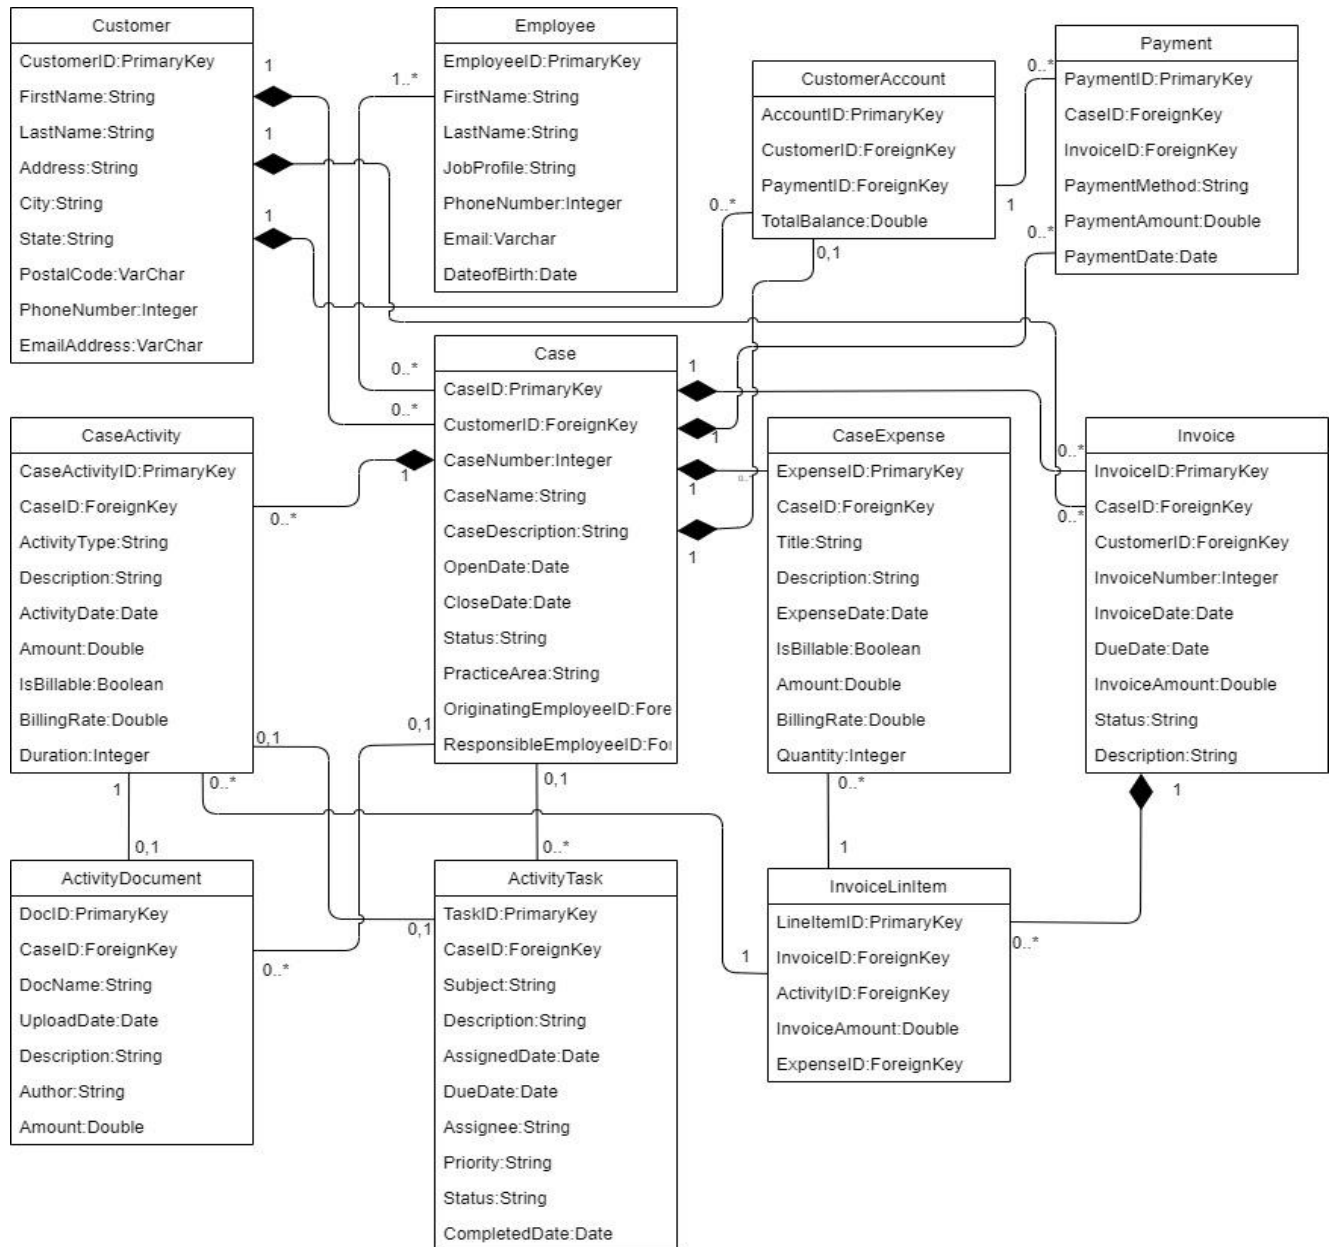 Customer
CustomerID:PrimaryKey
FirstName:String
LastName:String
Address:String
City:String
State:String
PostalCode:VarChar
PhoneNumber:Integer
EmailAddress:VarChar
1
1
1
Employee
EmployeeID:PrimaryKey
FirstName:String
LastName:String
JobProfile:String
PhoneNumber:Integer
Email:Varchar
DateofBirth:Date
1..*
CustomerAccount
AccountID:PrimaryKey
CustomerID:ForeignKey
PaymentID:ForeignKey
TotalBalance:Double
0..*
0,1
1
Payment
PaymentID:PrimaryKey
CaseID:ForeignKey
InvoiceID:ForeignKey
PaymentMethod:String
PaymentAmount:Double
PaymentDate:Date
0..*
0..*
Case
CaseID:PrimaryKey
CustomerID:ForeignKey
CaseNumber:Integer
CaseName:String
CaseDescription:String
OpenDate:Date
CloseDate:Date
Status:String
PracticeArea:String
OriginatingEmployeeID:Fore
ResponsibleEmployeeID:For
0..*
0..*
1
1
1
1
1
0,1
0,1
CaseActivity
CaseActivityID:PrimaryKey
CaseID:ForeignKey
ActivityType:String
Description:String
ActivityDate:Date
Amount:Double
IsBillable:Boolean
BillingRate:Double
Duration:Integer
0..*
0,1
1
0..*
CaseExpense
ExpenseID:PrimaryKey
CaseID:ForeignKey
Title:String
Description:String
ExpenseDate:Date
IsBillable:Boolean
Amount:Double
BillingRate:Double
Quantity:Integer
0..*
Invoice
InvoiceID:PrimaryKey
CaseID:ForeignKey
CustomerID:ForeignKey
InvoiceNumber:Integer
InvoiceDate:Date
DueDate:Date
InvoiceAmount:Double
Status:String
Description:String
0..*
0..*
1
ActivityDocument
DocID:PrimaryKey
CaseID:ForeignKey
DocName:String
UploadDate:Date
Description:String
Author:String
Amount:Double
0,1
0..*
ActivityTask
TaskID:PrimaryKey
CaseID:ForeignKey
Subject:String
Description:String
AssignedDate:Date
DueDate:Date
Assignee:String
Priority:String
Status:String
CompletedDate:Date
0..*
0,1
InvoiceLinItem
LineItemID:PrimaryKey
InvoiceID:ForeignKey
ActivityID:ForeignKey
InvoiceAmount:Double
ExpenseID:ForeignKey
1
1
0..*